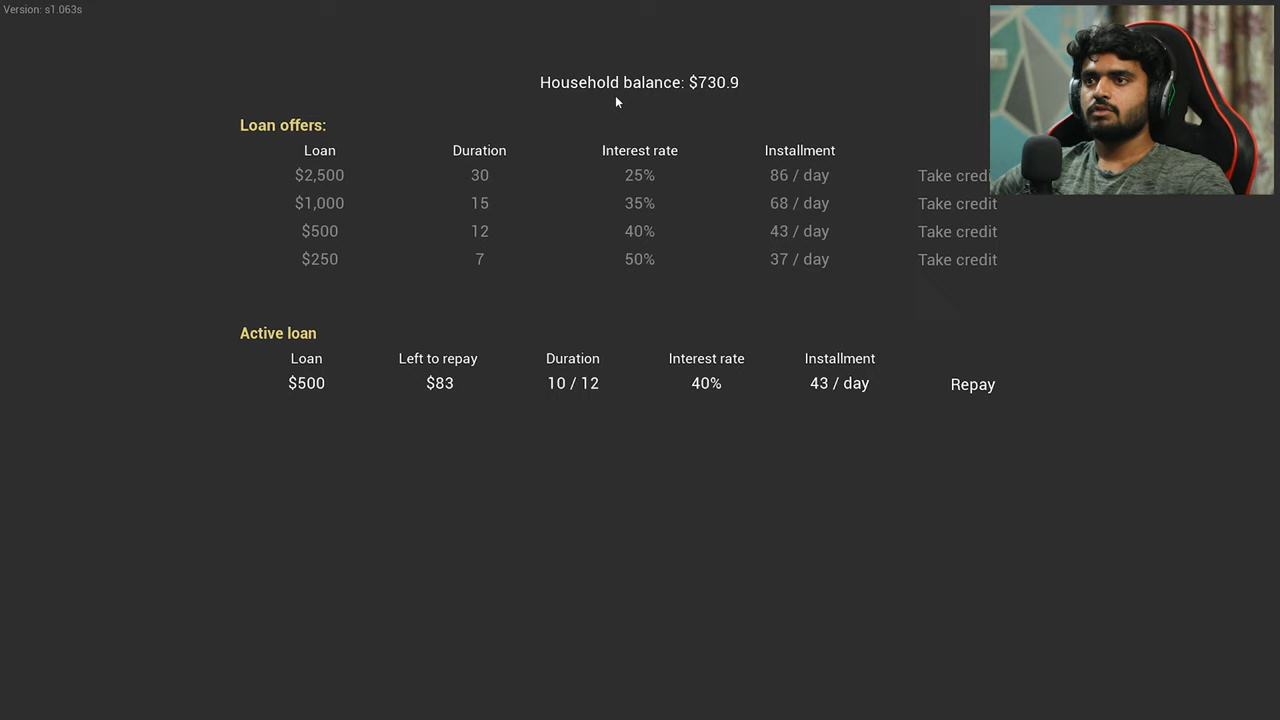 Version: s1.063s
Household balance: $730.9
Loan offers:
Loan Duration Interest rate Installment
$2,500 30 25% 86 / day Take credi
$1,000 15 35% 68 / day Take credit
$500 12 40% 43 / day Take credit
$250 7 50% 37 / day Take credit
Active loan
Loan Left to repay Duration Interest rate Installment
$500 $83 10 / 12 40% 43 / day Repay